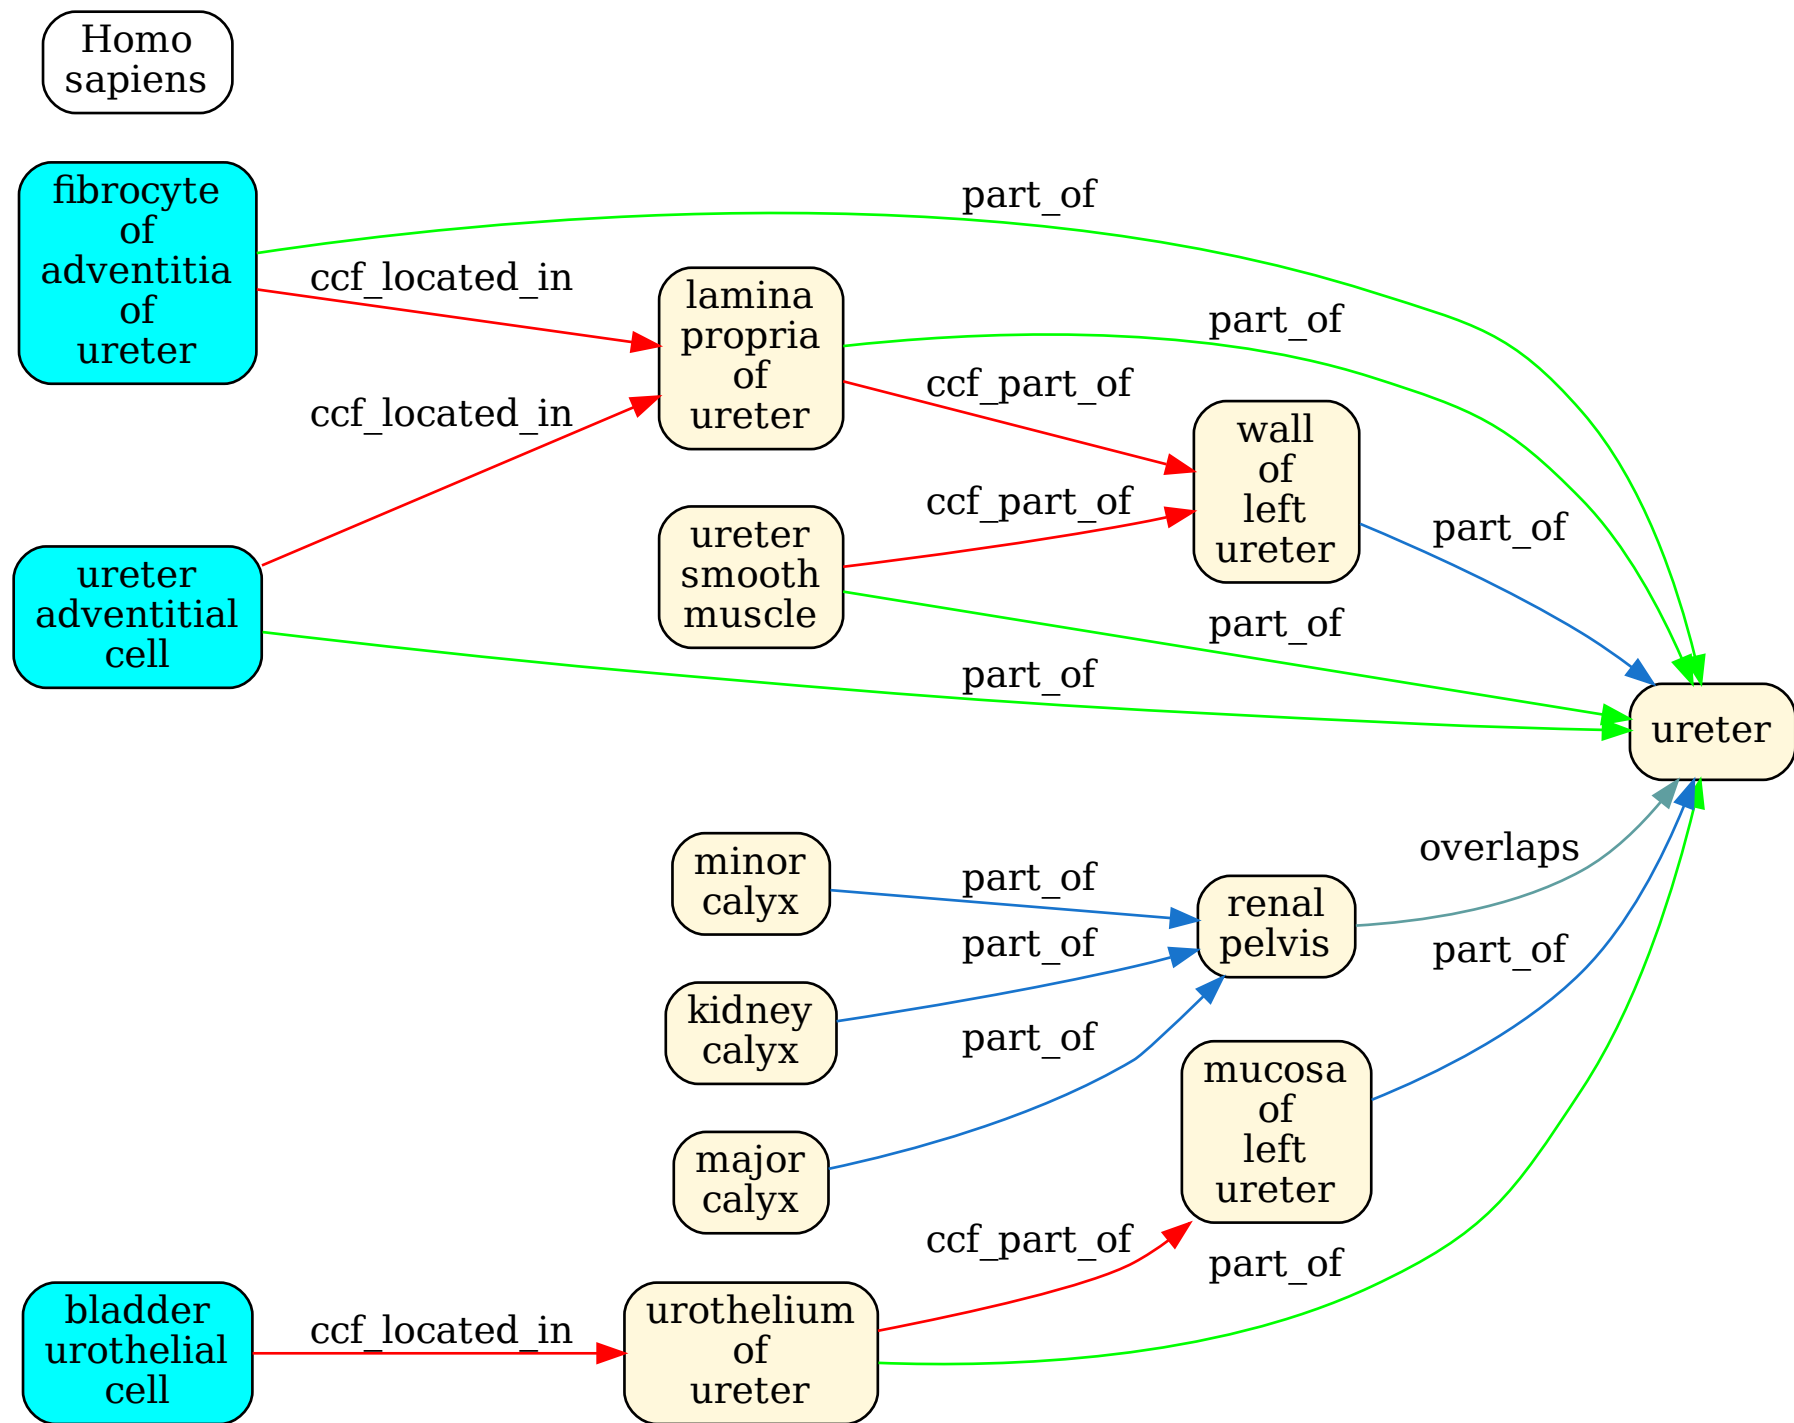 Homo
sapiens
fibrocyte
of
adventitia
of
ureter
part_of
ccf_located_in
lamina
propria
of
ureter
part_of
ccf_located_in
ccf_part_of
wall
of
left
ureter
ccf_part_of
part_of
ureter
smooth
muscle
ureter
adventitial
cell
part_of
part_of
ureter
minor
calyx
part_of
overlaps
renal
pelvis
part_of
part_of
kidney
calyx
part_of
mucosa
of
left
ureter
major
calyx
ccf_part_of
part_of
bladder
urothelial
cell
ccf_located_in
urothelium
of
ureter